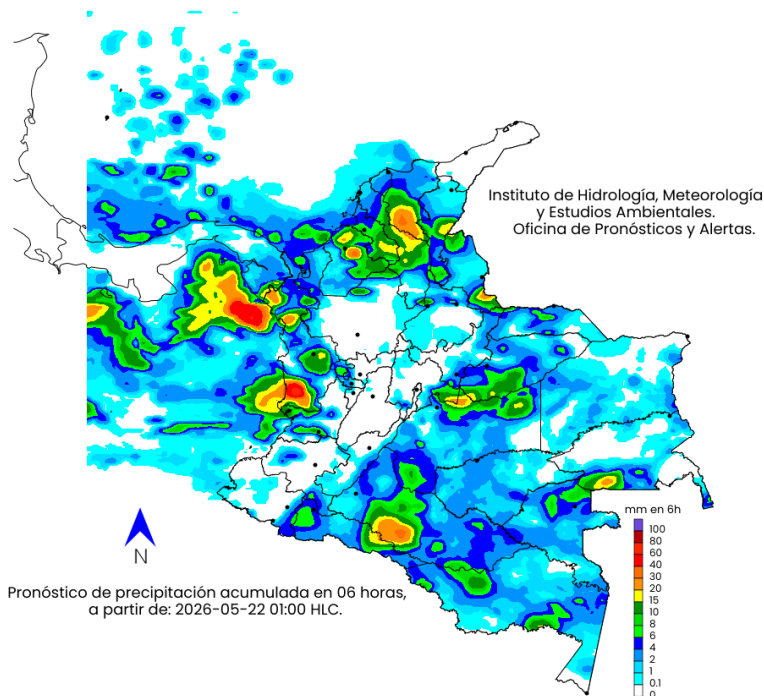 Instituto de Hidrología, Meteorología
y Estudios Ambientales.
Oficina de Pronósticos y Alertas.
N
Pronóstico de precipitación acumulada en 06 horas,
a partir de: 2026-05-22 01:00 HLC.
mm en 6h
100
80
60
40
30
20
15
10
8
6
4
2
1
0.1
0